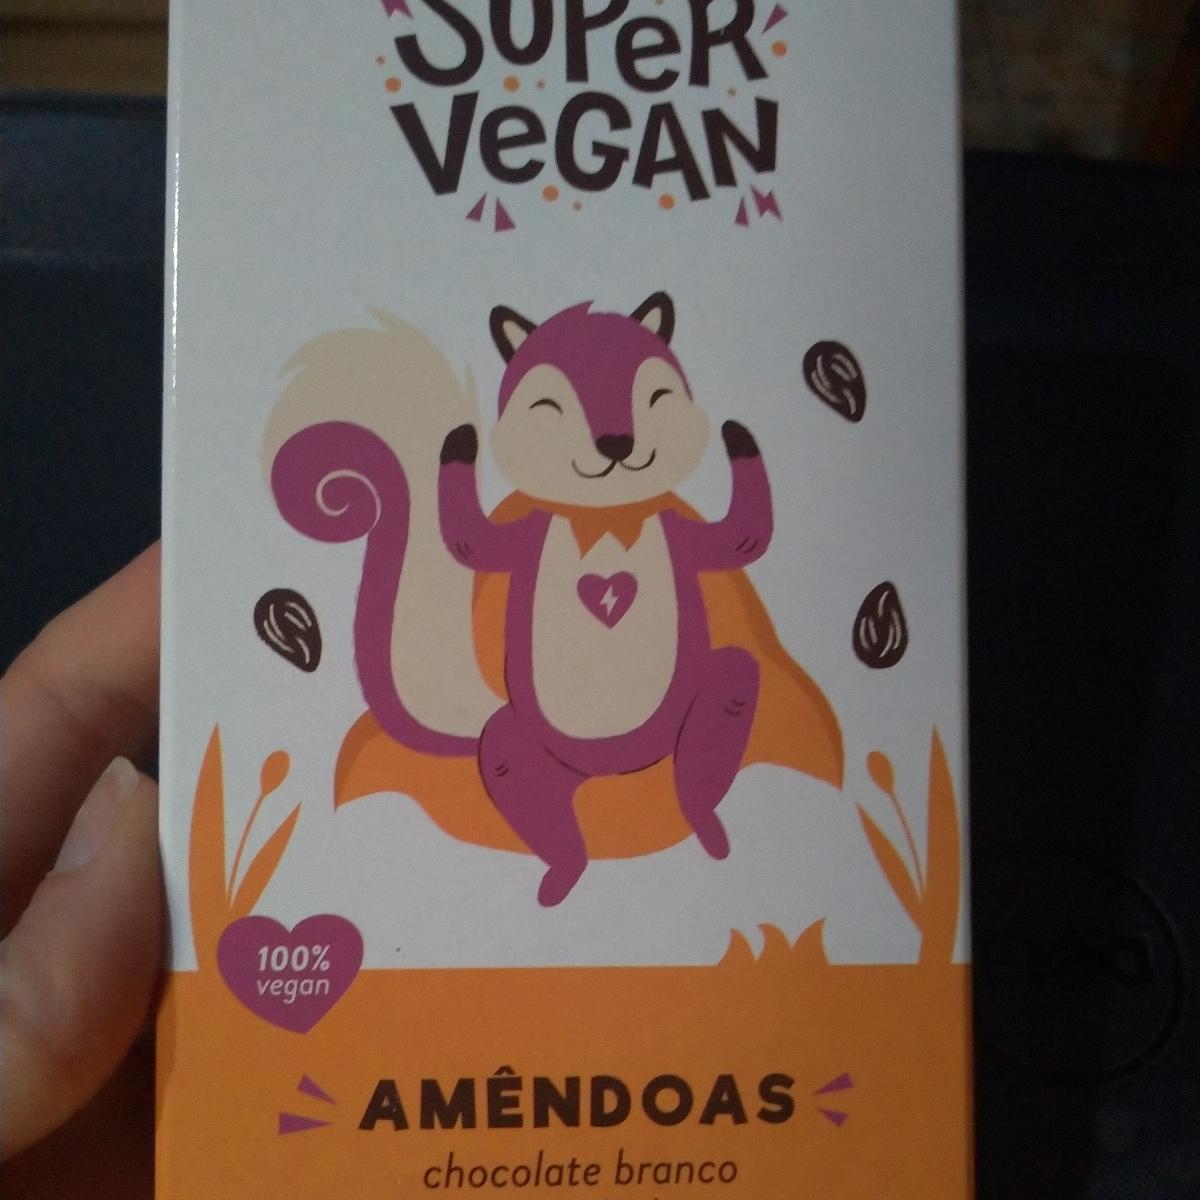 SUPeR
VeGAN
100%
vegan
AMÊNDOAS
chocolate branco